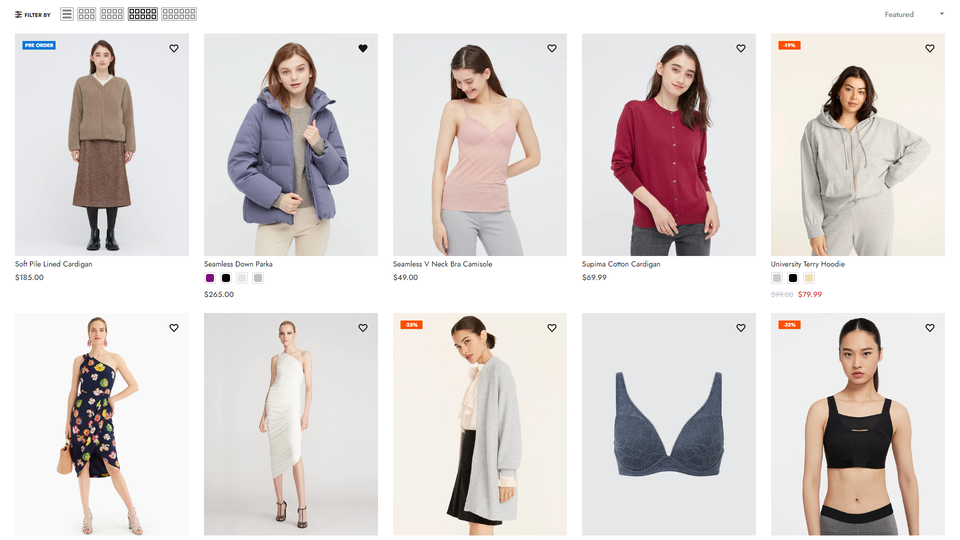 FILTER BY
Featured
PRE ORDER
-19%
Soft Pile Lined Cardigan
Seamless Down Parka
Seamless V Neck Bra Camisole
Supima Cotton Cardigan
University Terry Hoodie
$185.00
$49.00
$69.99
$265.00
$99.00 $79.99
-25%
-32%